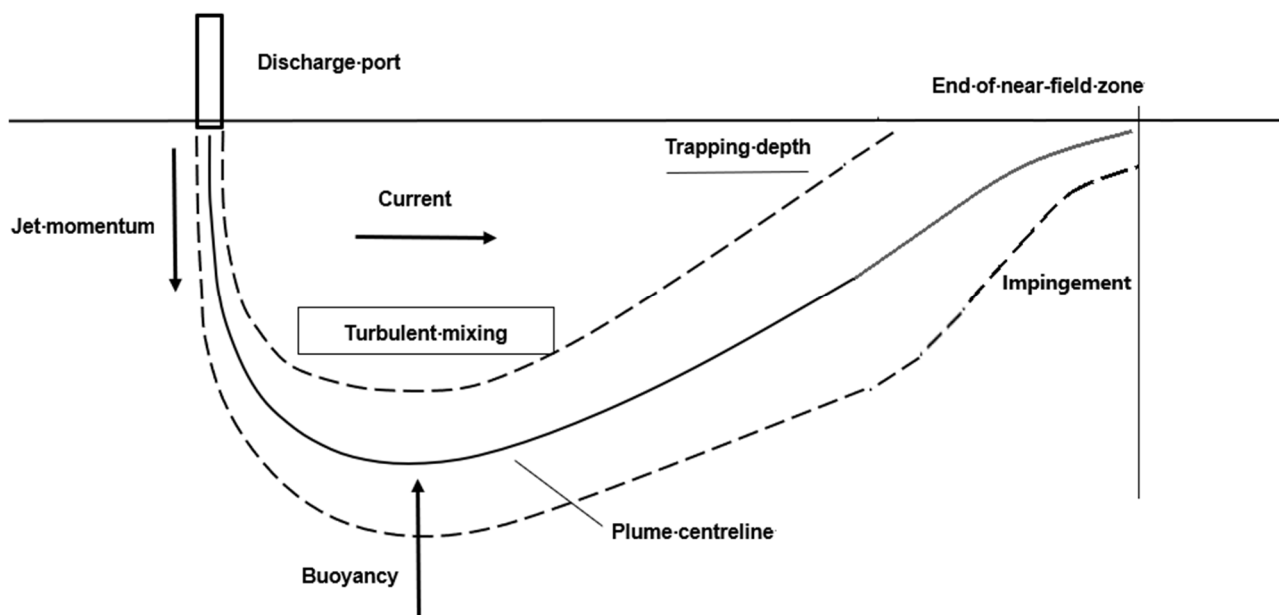 Discharge·port
End·of·near-field·zone
Trapping·depth
Current
Jet·momentum
Impingement
Turbulent·mixing
Plume·centreline
Buoyancy